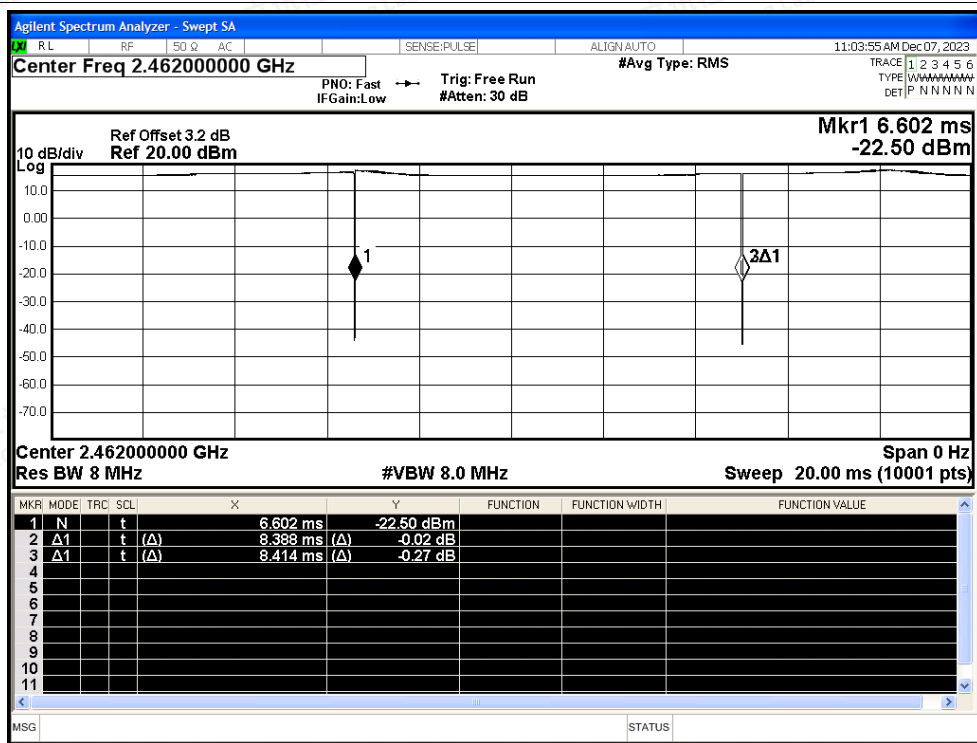 Agilent Spectrum Analyzer - Swept SA
LXI RL RF 50 Ω AC SENSE:PULSE ALIGN AUTO 11:03:55 AM Dec 07, 2023
Center Freq 2.462000000 GHz #Avg Type: RMS TRACE 1 2 3 4 5 6
PNO: Fast Trig: Free Run TYPE WWWWWW
IFGain:Low #Atten: 30 dB DET P N N N N N
Mkr1 6.602 ms
Ref Offset 3.2 dB
10 dB/div Ref 20.00 dBm -22.50 dBm
Log
10.0
0.00
-10.0
1 3Δ1
-20.0
-30.0
-40.0
-50.0
-60.0
-70.0
Center 2.462000000 GHz Span 0 Hz
Res BW 8 MHz #VBW 8.0 MHz Sweep 20.00 ms (10001 pts)
MKR MODE TRC SCL X Y FUNCTION FUNCTION WIDTH FUNCTION VALUE
1 N t 6.602 ms -22.50 dBm
2 Δ1 t (Δ) 8.388 ms (Δ) -0.02 dB
3 Δ1 t (Δ) 8.414 ms (Δ) -0.27 dB
4
5
6
7
8
9
10
11
MSG STATUS